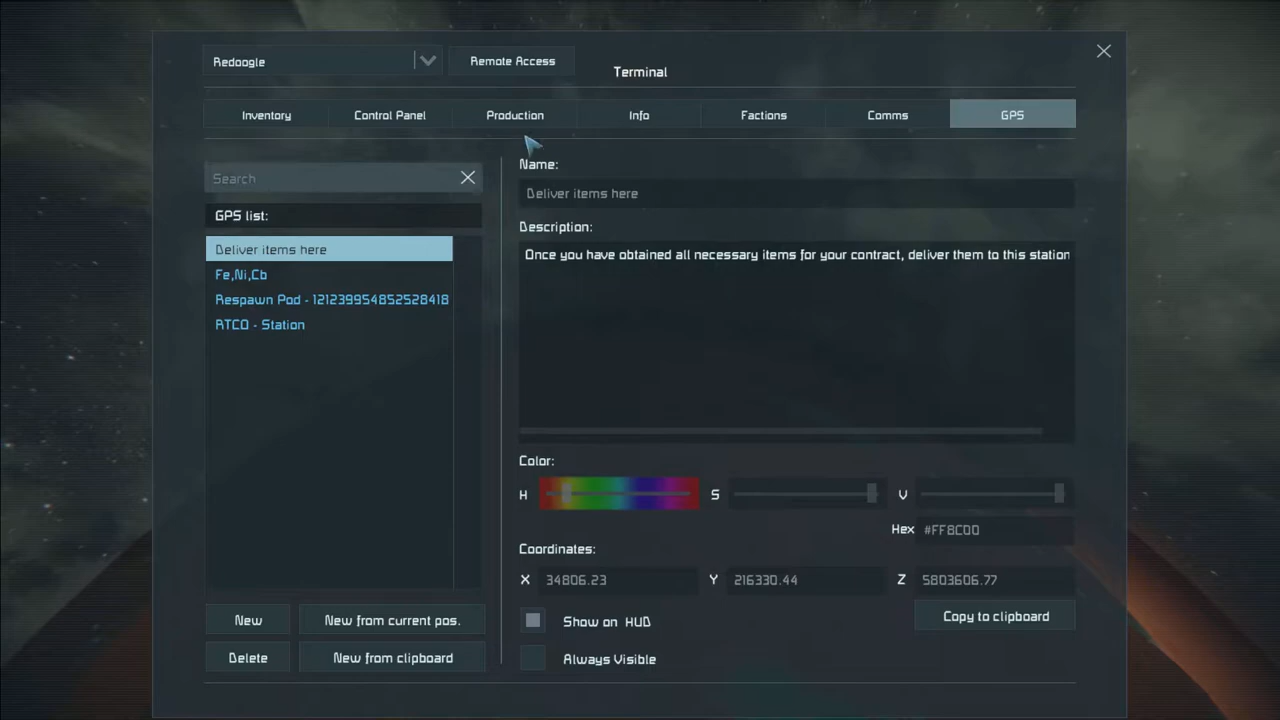 Redoogle
Remote Access
Terminal
Inventory
Control Panel
Production
Info
Factions
Comms
GPS
Search
GPS list:
Deliver items here
Fe,Ni,Cb
Respawn Pod - 121239954852528418
RTCO - Station
New
New from current pos.
Delete
New from clipboard
Name:
Deliver items here
Description:
Once you have obtained all necessary items for your contract, deliver them to this station
Color:
H
S
V
Hex #FF8C00
Coordinates:
X 34806.23
Y 216330.44
Z 5803606.77
Show on HUD
Copy to clipboard
Always Visible